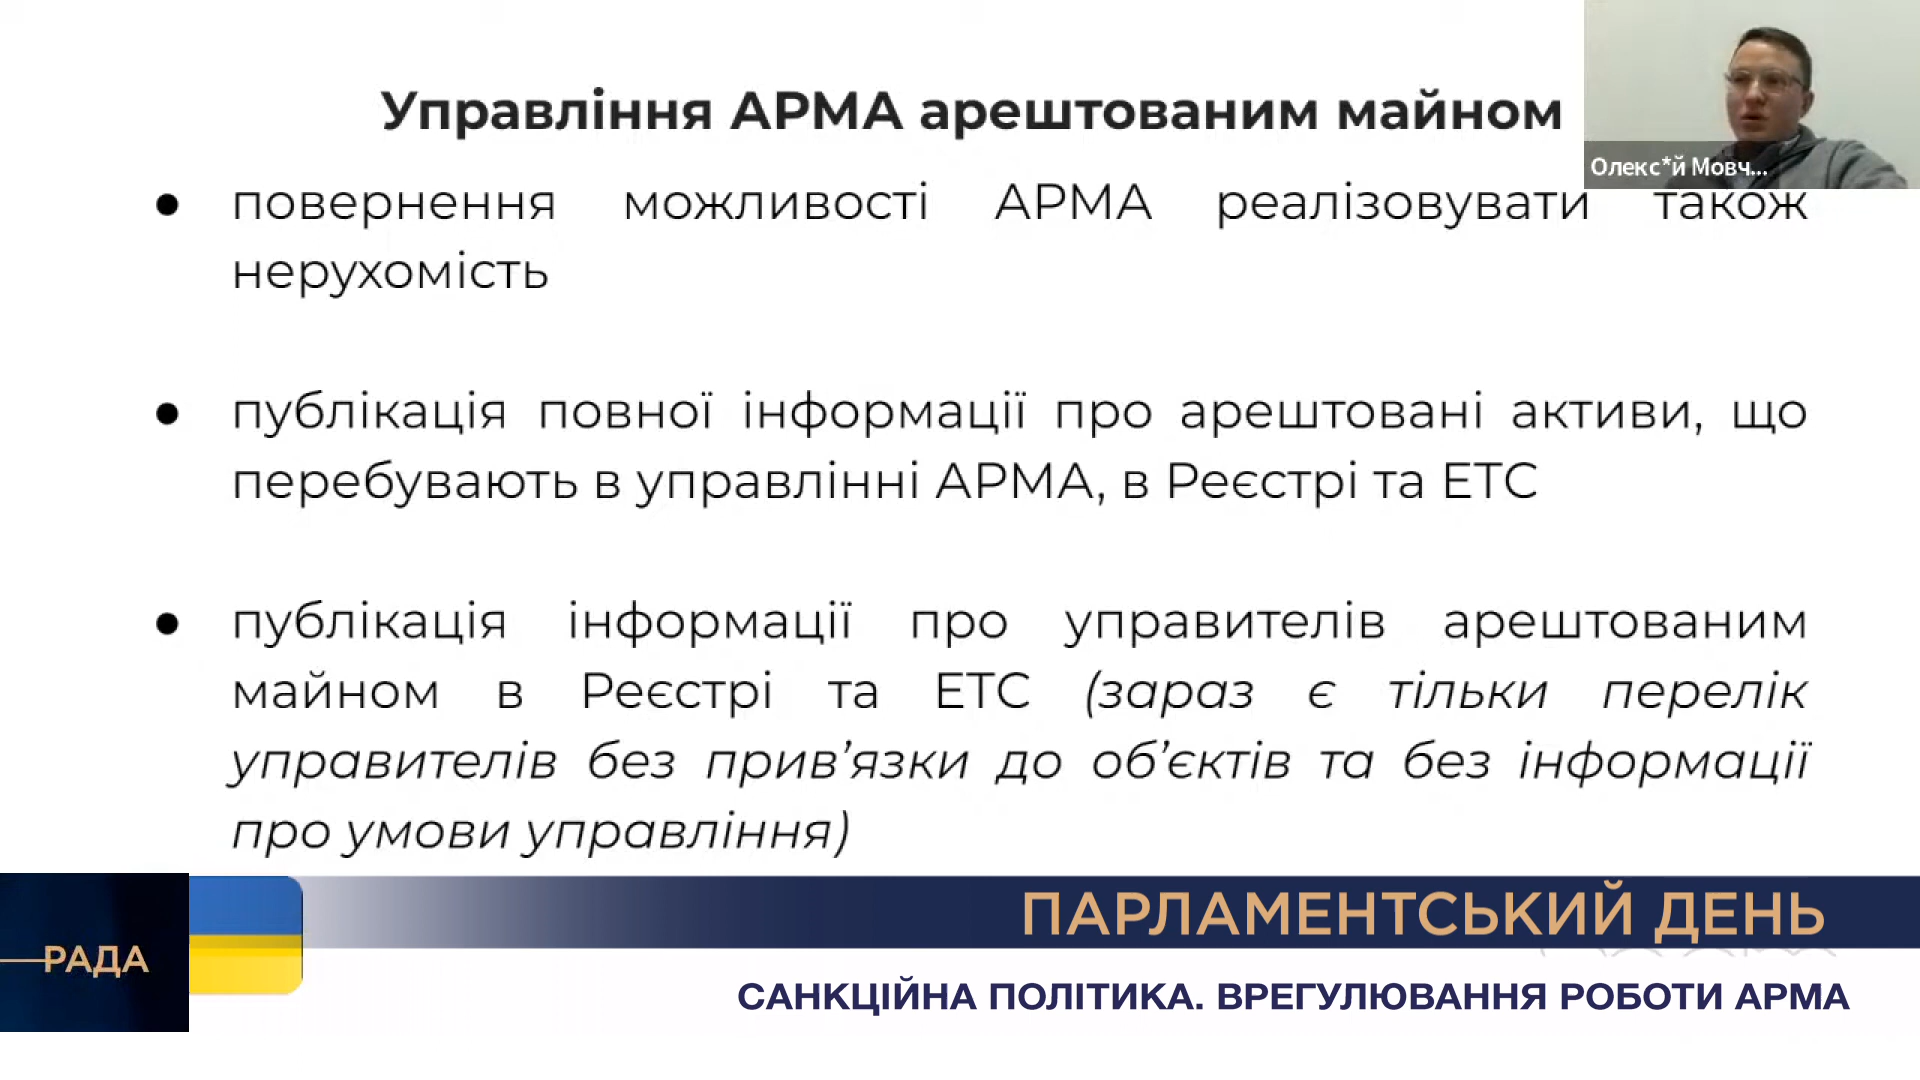 Управління АРМА арештованим майном
Олекс*й Мовч...
● повернення можливості АРМА реалізовувати також
нерухомість
● публікація повної інформації про арештовані активи, що
перебувають в управлінні АРМА, в Реєстрі та ЕТС
● публікація інформації про управителів арештованим
майном в Реєстрі та ЕТС (зараз є тільки перелік
управителів без прив’язки до об’єктів та без інформації
про умови управління)
ПАРЛАМЕНТСЬКИЙ ДЕНЬ
РАДА
САНКЦІЙНА ПОЛІТИКА. ВРЕГУЛЮВАННЯ РОБОТИ АРМА